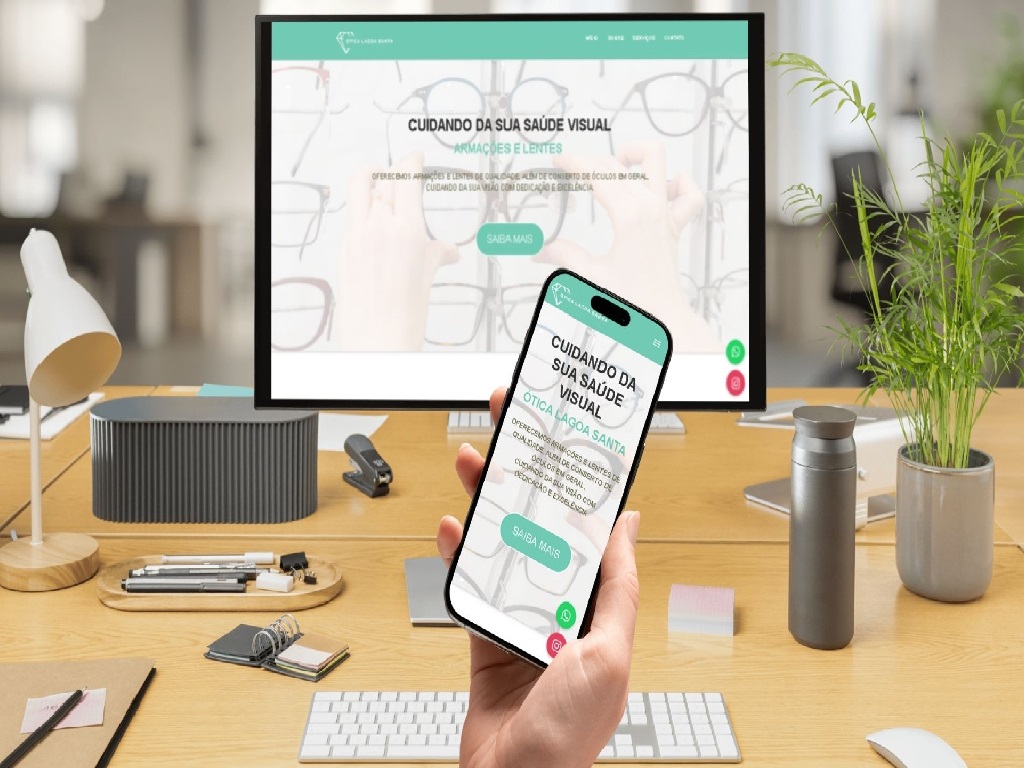 ÓTICA LAGOA SANTA
INÍCIO SOBRE SERVIÇOS CONTATO
CUIDANDO DA SUA SAÚDE VISUAL
ARMAÇÕES E LENTES
OFERECEMOS ARMAÇÕES E LENTES DE QUALIDADE, ALÉM DE CONSERTO DE ÓCULOS EM GERAL,
CUIDANDO DA SUA VISÃO COM DEDICAÇÃO E EXCELÊNCIA.
SAIBA MAIS
ÓTICA LAGOA SANTA
CUIDANDO DA
SUA SAÚDE
VISUAL
ÓTICA LAGOA SANTA
OFERECEMOS ARMAÇÕES E LENTES DE
QUALIDADE, ALÉM DE CONSERTO DE
ÓCULOS EM GERAL,
CUIDANDO DA SUA VISÃO COM
DEDICAÇÃO E EXCELÊNCIA.
SAIBA MAIS